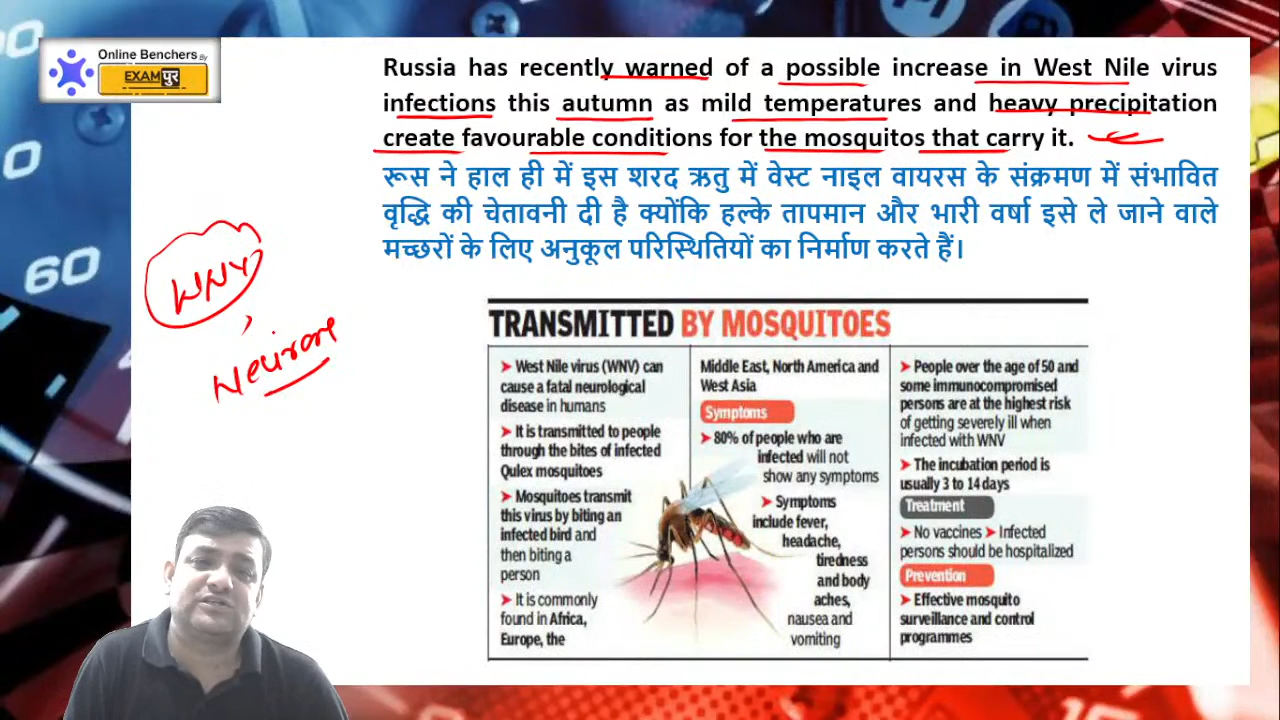 Online Benchers By
EXAMपुर
Russia has recently warned of a possible increase in West Nile virus
infections this autumn as mild temperatures and heavy precipitation
create favourable conditions for the mosquitos that carry it.
रूस ने हाल ही में इस शरद ऋतु में वेस्ट नाइल वायरस के संक्रमण में संभावित
वृद्धि की चेतावनी दी है क्योंकि हल्के तापमान और भारी वर्षा इसे ले जाने वाले
मच्छरों के लिए अनुकूल परिस्थितियों का निर्माण करते हैं।
WNV
60
TRANSMITTED BY MOSQUITOES
➤ West Nile virus (WNV) can
cause a fatal neurological
disease in humans
➤ It is transmitted to people
through the bites of infected
Qulex mosquitoes
➤ Mosquitoes transmit
this virus by biting an
infected bird and
then biting a
person
➤ It is commonly
found in Africa,
Europe, the
Middle East, North America and
West Asia
Symptoms
➤ 80% of people who are
infected will not
show any symptoms
➤ Symptoms
include fever,
headache,
tiredness
and body
aches,
nausea and
vomiting
➤ People over the age of 50 and
some immunocompromised
persons are at the highest risk
of getting severely ill when
infected with WNV
➤ The incubation period is
usually 3 to 14 days
Treatment
➤ No vaccines ➤ Infected
persons should be hospitalized
Prevention
➤ Effective mosquito
surveillance and control
programmes